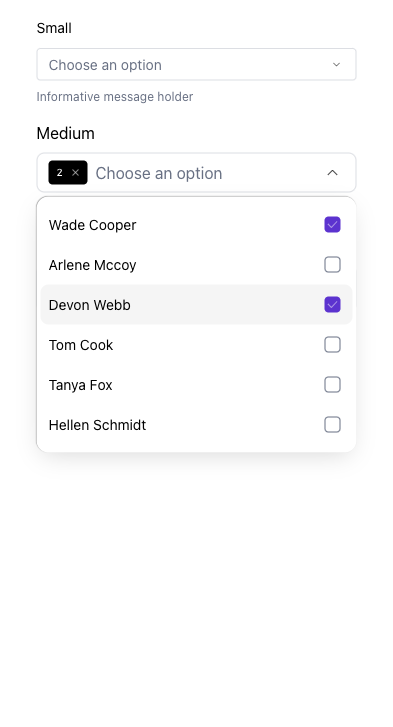 Small
Choose an option
Informative message holder
Medium
2 Choose an option
Wade Cooper
Arlene Mccoy
Devon Webb
Tom Cook
Tanya Fox
Hellen Schmidt